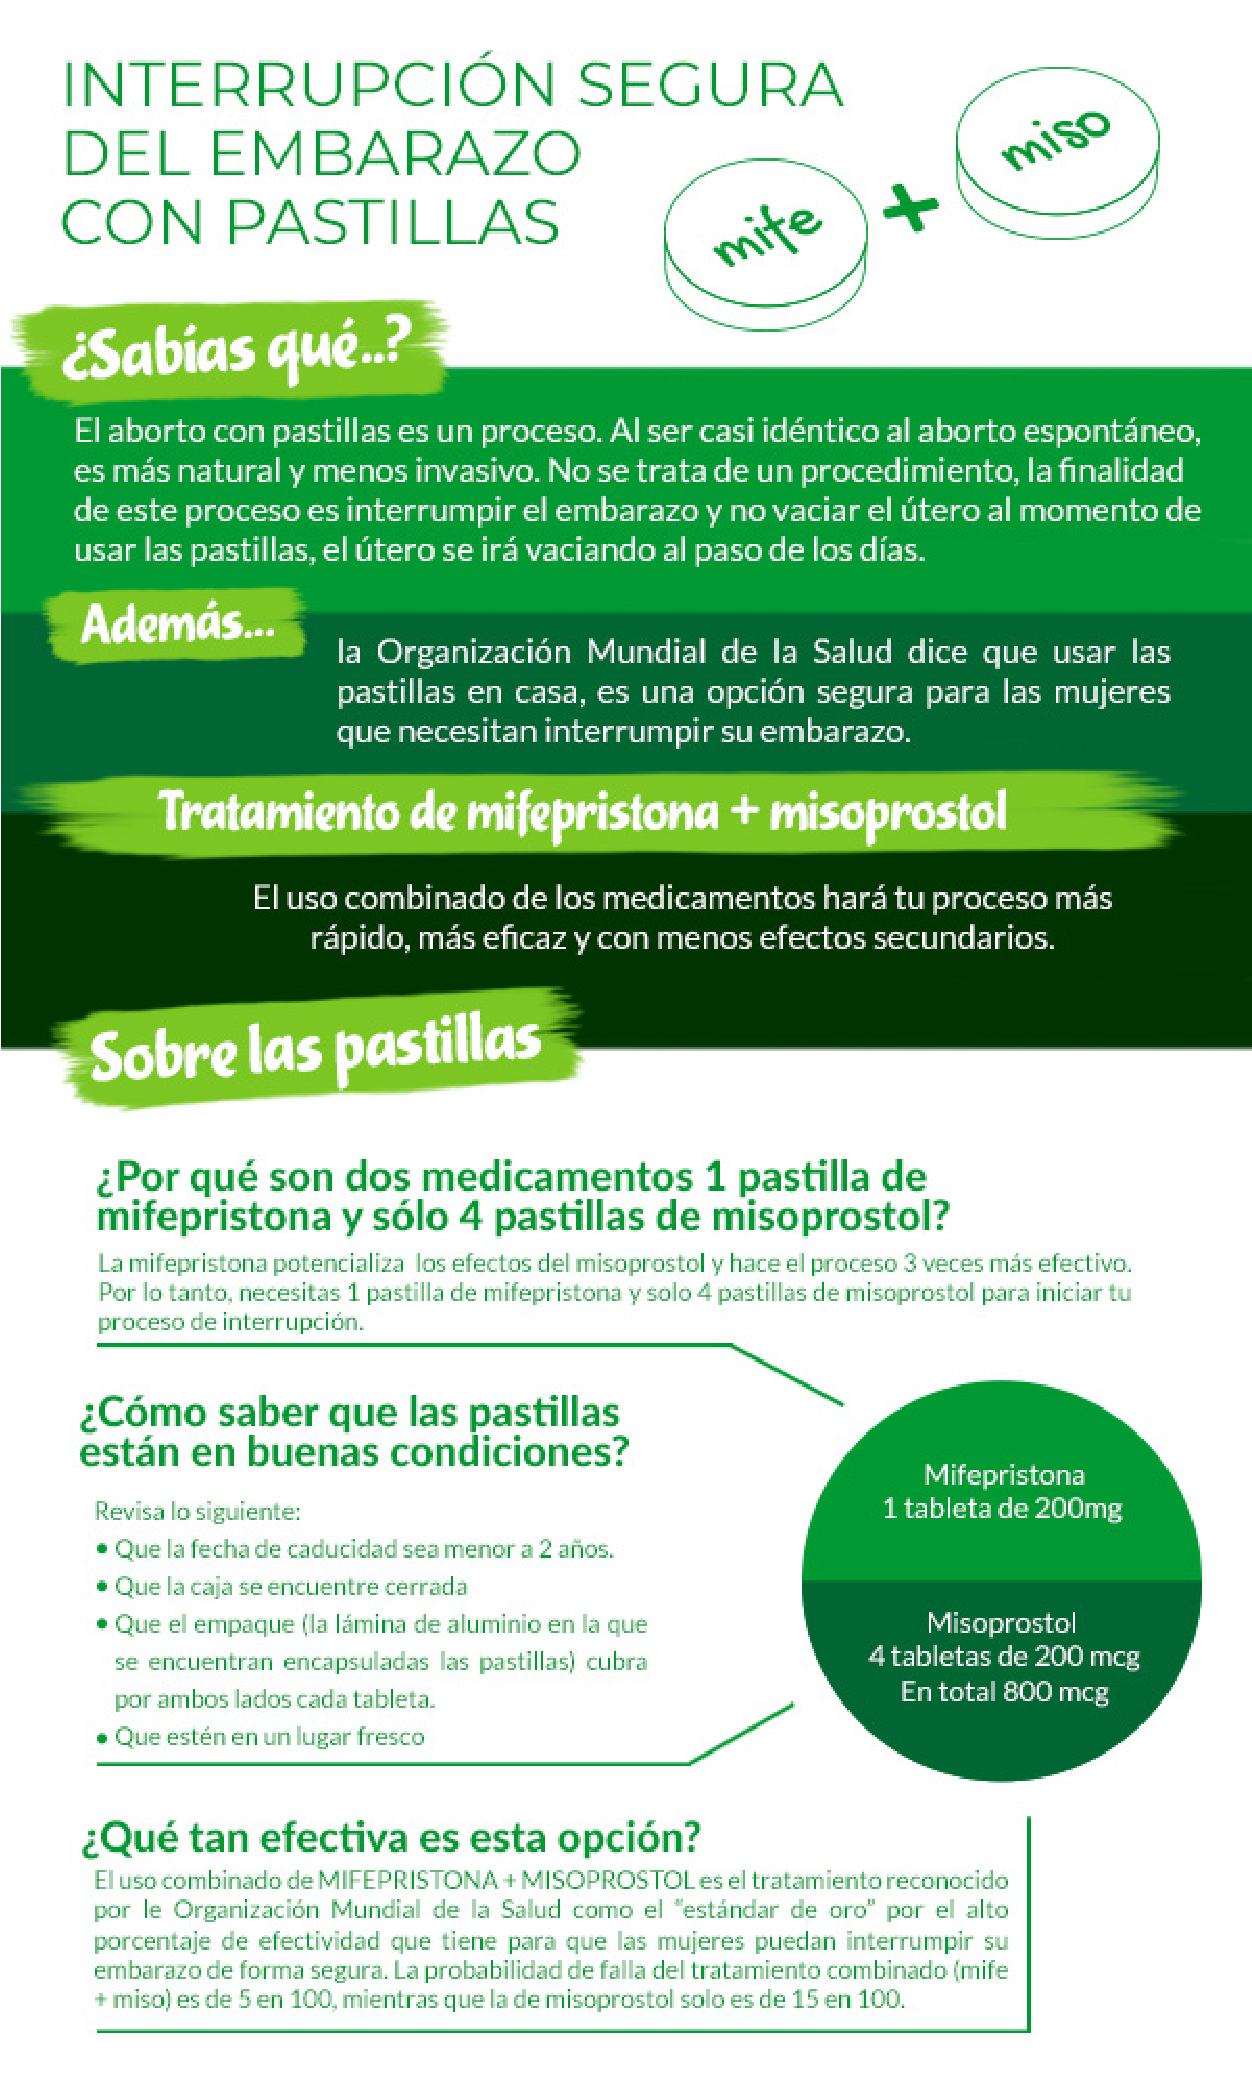 INTERRUPCIÓN SEGURA
DEL EMBARAZO
CON PASTILLAS
mife
+
miso
¿Sabías qué..?
El aborto con pastillas es un proceso. Al ser casi idéntico al aborto espontáneo,
es más natural y menos invasivo. No se trata de un procedimiento, la finalidad
de este proceso es interrumpir el embarazo y no vaciar el útero al momento de
usar las pastillas, el útero se irá vaciando al paso de los días.
Además...
la Organización Mundial de la Salud dice que usar las
pastillas en casa, es una opción segura para las mujeres
que necesitan interrumpir su embarazo.
Tratamiento de mifepristona + misoprostol
El uso combinado de los medicamentos hará tu proceso más
rápido, más eficaz y con menos efectos secundarios.
Sobre las pastillas
¿Por qué son dos medicamentos 1 pastilla de
mifepristona y sólo 4 pastillas de misoprostol?
La mifepristona potencializa los efectos del misoprostol y hace el proceso 3 veces más efectivo.
Por lo tanto, necesitas 1 pastilla de mifepristona y solo 4 pastillas de misoprostol para iniciar tu
proceso de interrupción.
¿Cómo saber que las pastillas
están en buenas condiciones?
Revisa lo siguiente:
• Que la fecha de caducidad sea menor a 2 años.
• Que la caja se encuentre cerrada
• Que el empaque (la lámina de aluminio en la que
se encuentran encapsuladas las pastillas) cubra
por ambos lados cada tableta.
• Que estén en un lugar fresco
Mifepristona
1 tableta de 200mg
Misoprostol
4 tabletas de 200 mcg
En total 800 mcg
¿Qué tan efectiva es esta opción?
El uso combinado de MIFEPRISTONA + MISOPROSTOL es el tratamiento reconocido
por le Organización Mundial de la Salud como el "estándar de oro" por el alto
porcentaje de efectividad que tiene para que las mujeres puedan interrumpir su
embarazo de forma segura. La probabilidad de falla del tratamiento combinado (mife
+ miso) es de 5 en 100, mientras que la de misoprostol solo es de 15 en 100.